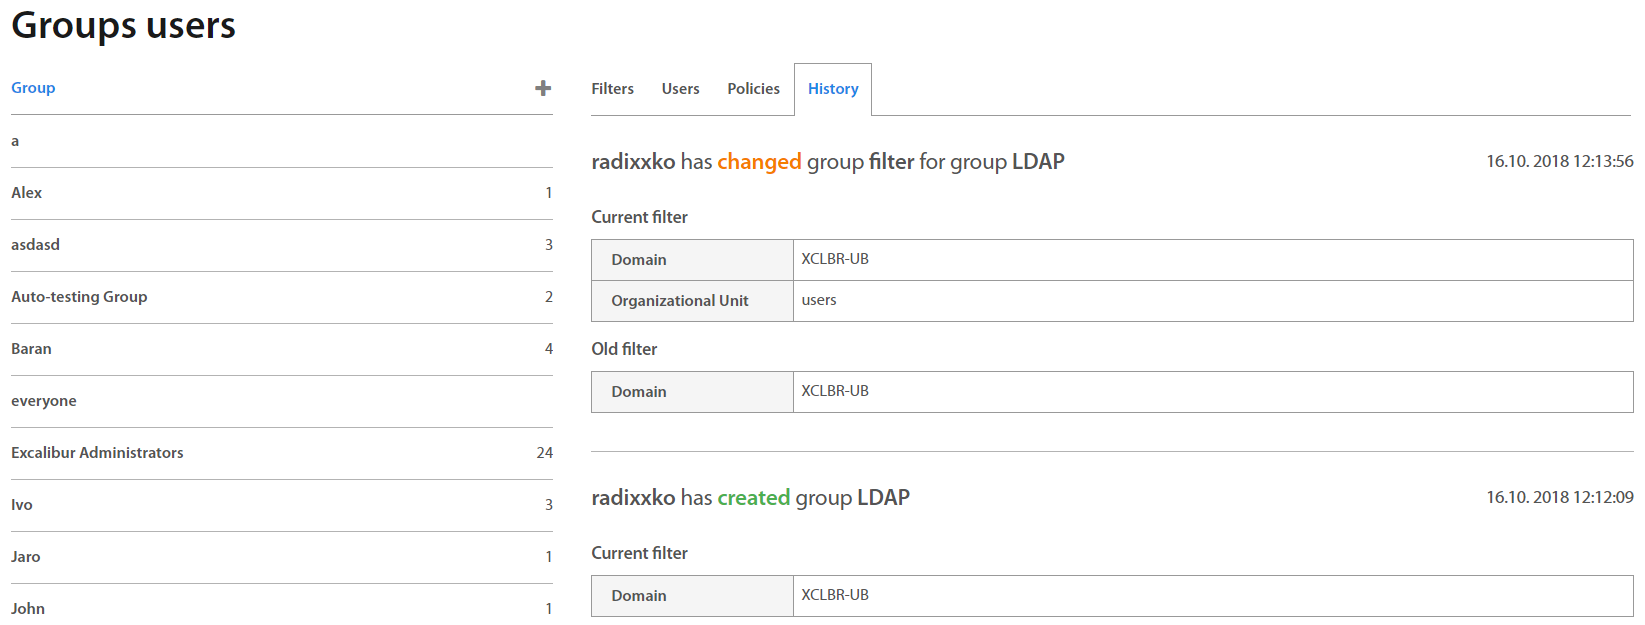 Groups users
Group
a
Alex 1
asdasd 3
Auto-testing Group 2
Baran 4
everyone
Excalibur Administrators 24
Ivo 3
Jaro 1
John 1
Filters Users Policies History
radixxko has changed group filter for group LDAP 16.10. 2018 12:13:56
Current filter
Domain XCLBR-UB
Organizational Unit users
Old filter
Domain XCLBR-UB
radixxko has created group LDAP 16.10. 2018 12:12:09
Current filter
Domain XCLBR-UB